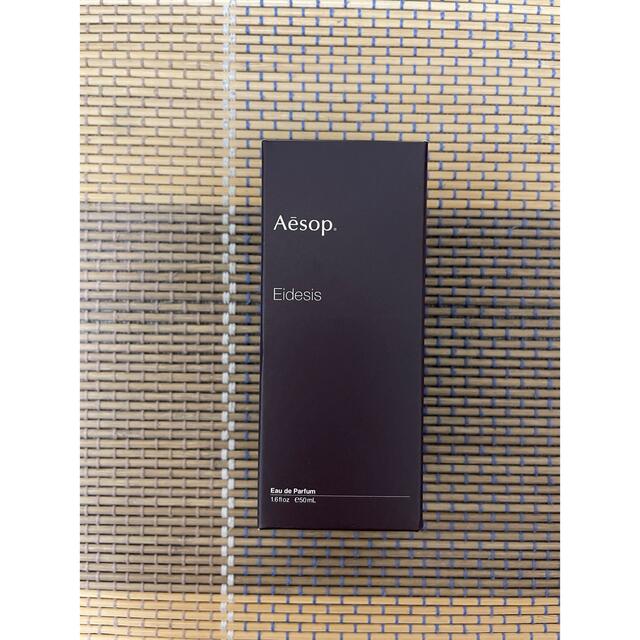 Aēsop.®
Eidesis
Eau de Parfum
1.6 fl oz ℮50 mL